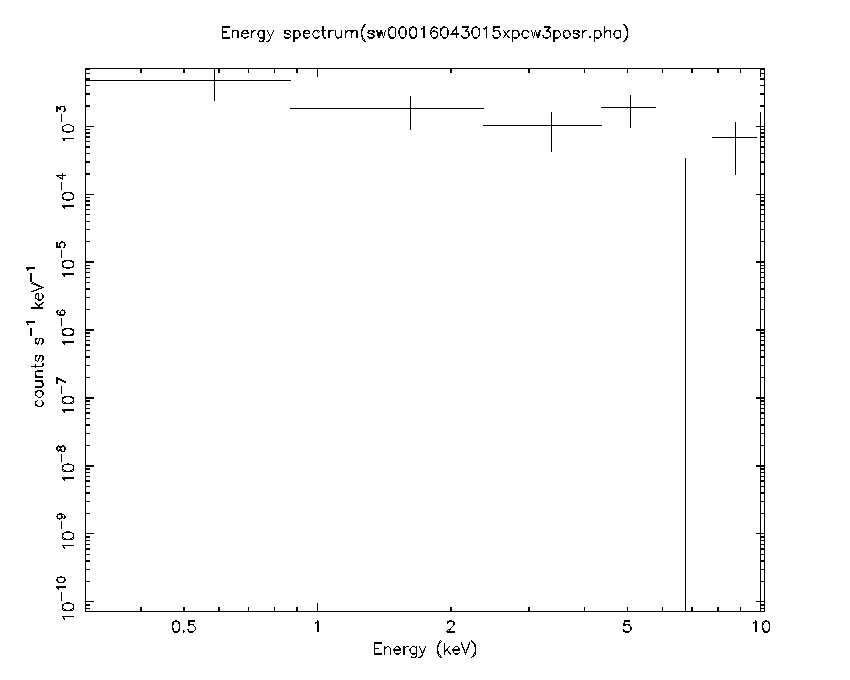 Energy spectrum(sw00016043015xpcw3posr.pha)
counts s⁻¹ keV⁻¹
10⁻³
10⁻⁴
10⁻⁵
10⁻⁶
10⁻⁷
10⁻⁸
10⁻⁹
10⁻¹⁰
0.5 1 2 5 10
Energy (keV)